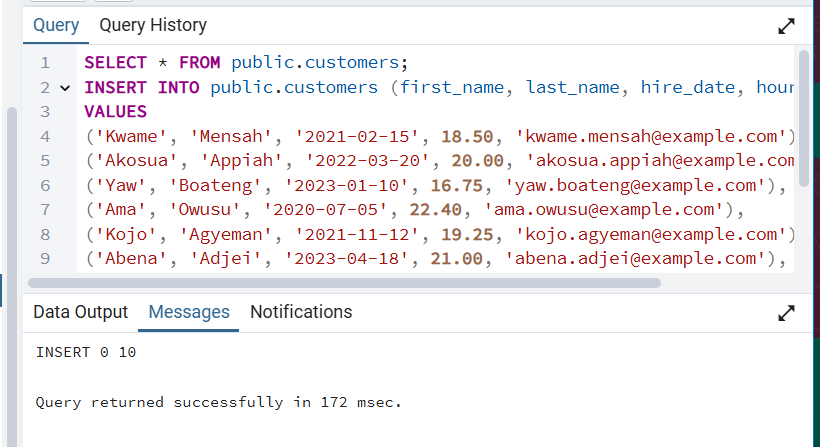 Query Query History
1 SELECT * FROM public.customers;
2 INSERT INTO public.customers (first_name, last_name, hire_date, hour
3 VALUES
4 ('Kwame', 'Mensah', '2021-02-15', 18.50, 'kwame.mensah@example.com')
5 ('Akosua', 'Appiah', '2022-03-20', 20.00, 'akosua.appiah@example.com
6 ('Yaw', 'Boateng', '2023-01-10', 16.75, 'yaw.boateng@example.com'),
7 ('Ama', 'Owusu', '2020-07-05', 22.40, 'ama.owusu@example.com'),
8 ('Kojo', 'Agyeman', '2021-11-12', 19.25, 'kojo.agyeman@example.com')
9 ('Abena', 'Adjei', '2023-04-18', 21.00, 'abena.adjei@example.com'),
Data Output Messages Notifications
INSERT 0 10
Query returned successfully in 172 msec.